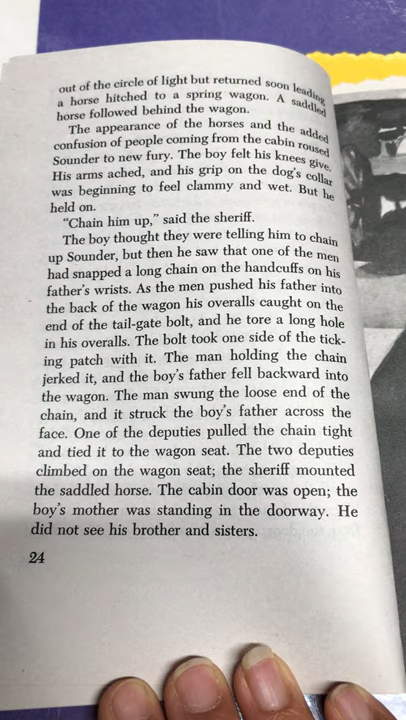 out of the circle of light but returned soon leading
a horse hitched to a spring wagon. A saddled
horse followed behind the wagon.
The appearance of the horses and the added
confusion of people coming from the cabin roused
Sounder to new fury. The boy felt his knees give.
His arms ached, and his grip on the dog's collar
was beginning to feel clammy and wet. But he
held on.
“Chain him up,” said the sheriff.
The boy thought they were telling him to chain
up Sounder, but then he saw that one of the men
had snapped a long chain on the handcuffs on his
father's wrists. As the men pushed his father into
the back of the wagon his overalls caught on the
end of the tail-gate bolt, and he tore a long hole
in his overalls. The bolt took one side of the tick-
ing patch with it. The man holding the chain
jerked it, and the boy's father fell backward into
the wagon. The man swung the loose end of the
chain, and it struck the boy's father across the
face. One of the deputies pulled the chain tight
and tied it to the wagon seat. The two deputies
climbed on the wagon seat; the sheriff mounted
the saddled horse. The cabin door was open; the
boy's mother was standing in the doorway. He
did not see his brother and sisters.
24